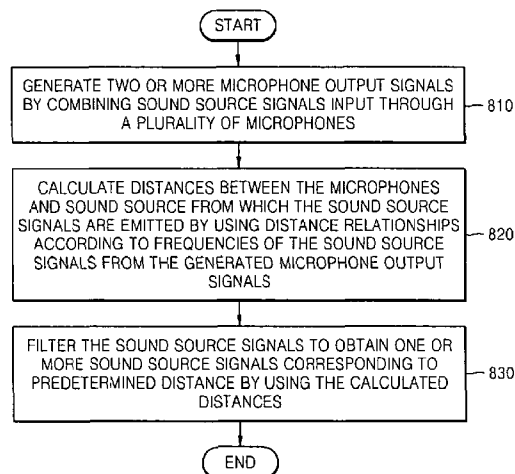 START
GENERATE TWO OR MORE MICROPHONE OUTPUT SIGNALS
BY COMBINING SOUND SOURCE SIGNALS INPUT THROUGH
A PLURALITY OF MICROPHONES
810
CALCULATE DISTANCES BETWEEN THE MICROPHONES
AND SOUND SOURCE FROM WHICH THE SOUND SOURCE
SIGNALS ARE EMITTED BY USING DISTANCE RELATIONSHIPS
ACCORDING TO FREQUENCIES OF THE SOUND SOURCE
SIGNALS FROM THE GENERATED MICROPHONE OUTPUT
SIGNALS
820
FILTER THE SOUND SOURCE SIGNALS TO OBTAIN ONE OR
MORE SOUND SOURCE SIGNALS CORRESPONDING TO
PREDETERMINED DISTANCE BY USING THE CALCULATED
DISTANCES
830
END